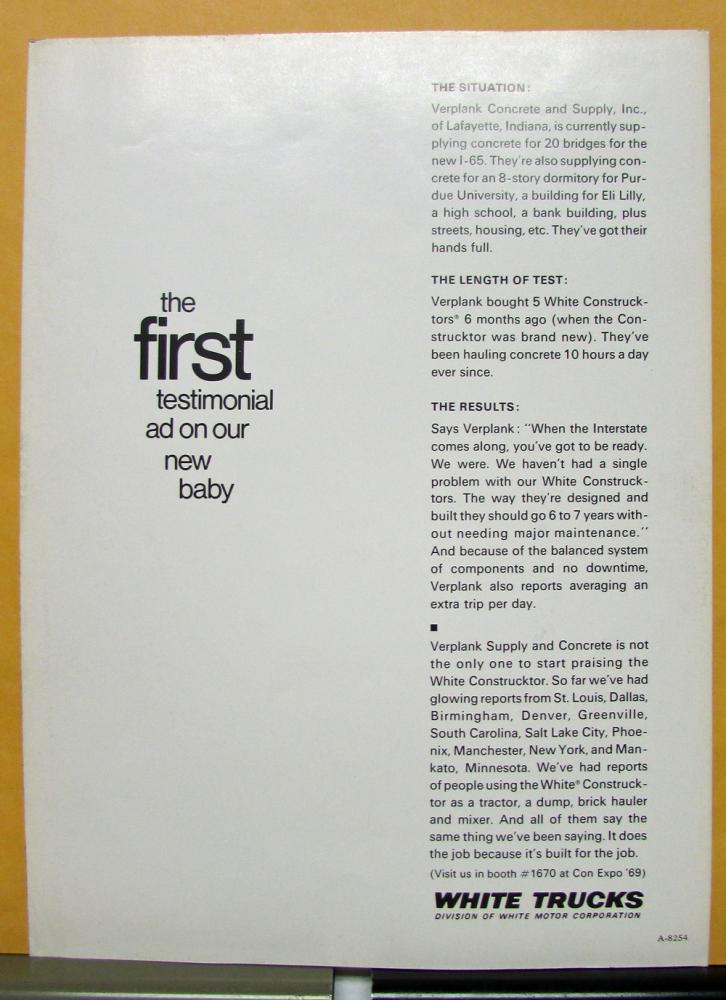 the
first
testimonial
ad on our
new
baby
THE SITUATION:
Verplank Concrete and Supply, Inc.,
of Lafayette, Indiana, is currently sup-
plying concrete for 20 bridges for the
new I-65. They're also supplying con-
crete for an 8-story dormitory for Pur-
due University, a building for Eli Lilly,
a high school, a bank building, plus
streets, housing, etc. They've got their
hands full.
THE LENGTH OF TEST:
Verplank bought 5 White Construck-
tors® 6 months ago (when the Con-
strucktor was brand new). They've
been hauling concrete 10 hours a day
ever since.
THE RESULTS:
Says Verplank: "When the Interstate
comes along, you've got to be ready.
We were. We haven't had a single
problem with our White Construck-
tors. The way they're designed and
built they should go 6 to 7 years with-
out needing major maintenance."
And because of the balanced system
of components and no downtime,
Verplank also reports averaging an
extra trip per day.
■
Verplank Supply and Concrete is not
the only one to start praising the
White Construcktor. So far we've had
glowing reports from St. Louis, Dallas,
Birmingham, Denver, Greenville,
South Carolina, Salt Lake City, Phoe-
nix, Manchester, New York, and Man-
kato, Minnesota. We've had reports
of people using the White® Construck-
tor as a tractor, a dump, brick hauler
and mixer. And all of them say the
same thing we've been saying. It does
the job because it's built for the job.
(Visit us in booth #1670 at Con Expo '69)
WHITE TRUCKS
DIVISION OF WHITE MOTOR CORPORATION
A-8254